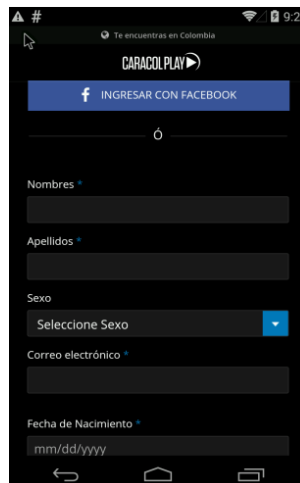 # 9:2
Te encuentras en Colombia
CARACOL PLAY
f INGRESAR CON FACEBOOK
Ó
Nombres *
Apellidos *
Sexo
Seleccione Sexo
Correo electrónico *
Fecha de Nacimiento *
mm/dd/yyyy